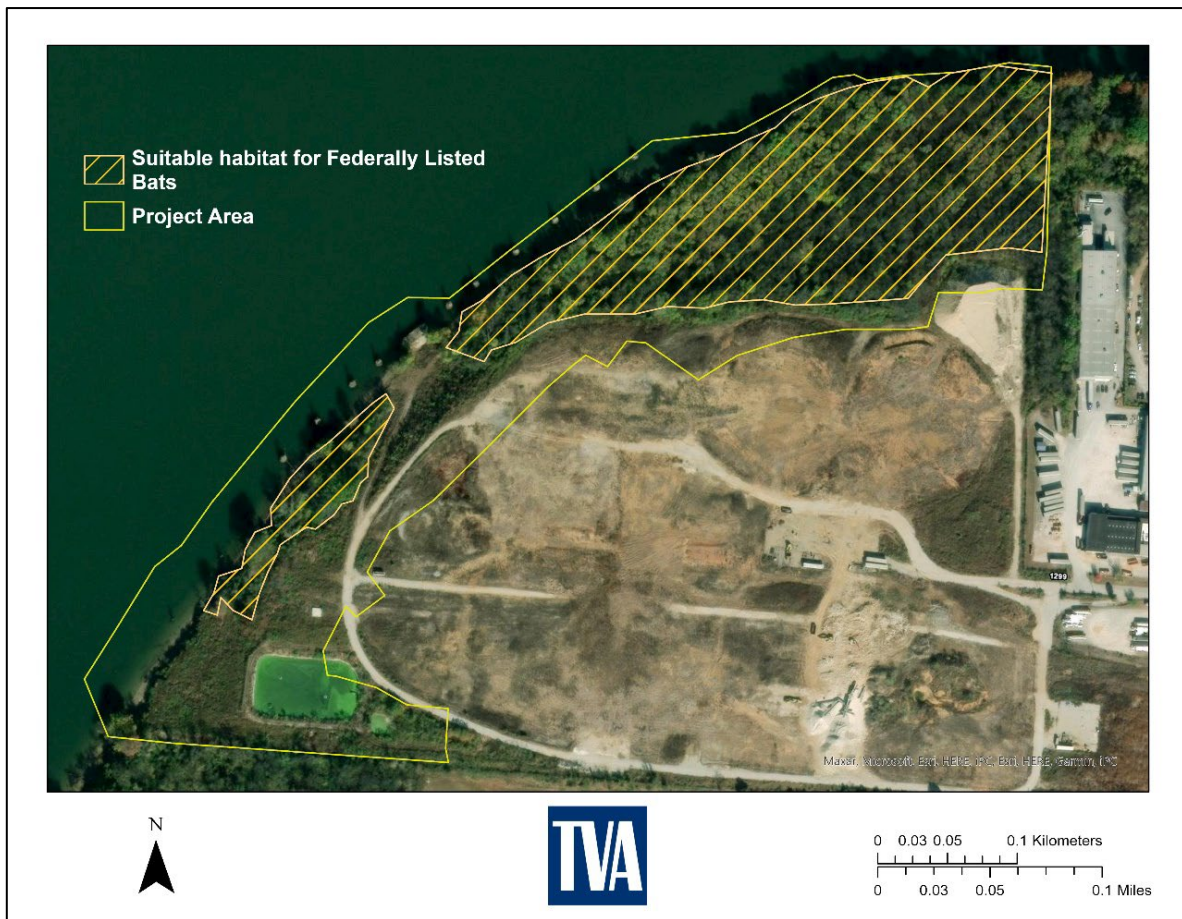 Suitable habitat for Federally Listed
Bats
Project Area
1299
Maxar, Microsoft, Esri, HERE, iPC, Esri, HERE, Garmin, iPC
N
TVA
0 0.03 0.05 0.1 Kilometers
0 0.03 0.05 0.1 Miles